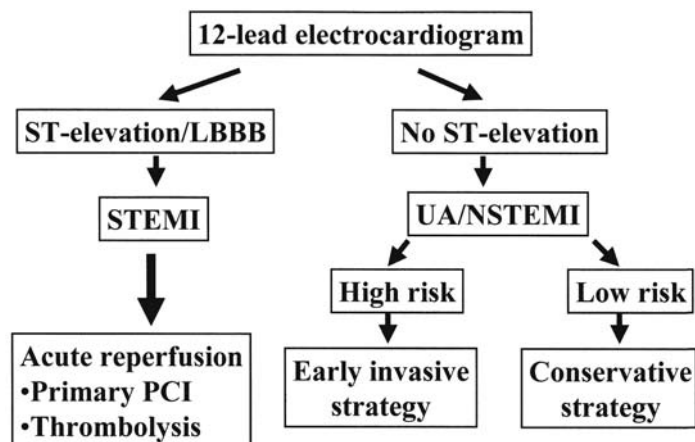 12-lead electrocardiogram
ST-elevation/LBBB
No ST-elevation
STEMI
UA/NSTEMI
High risk
Low risk
Acute reperfusion
•Primary PCI
•Thrombolysis
Early invasive
strategy
Conservative
strategy